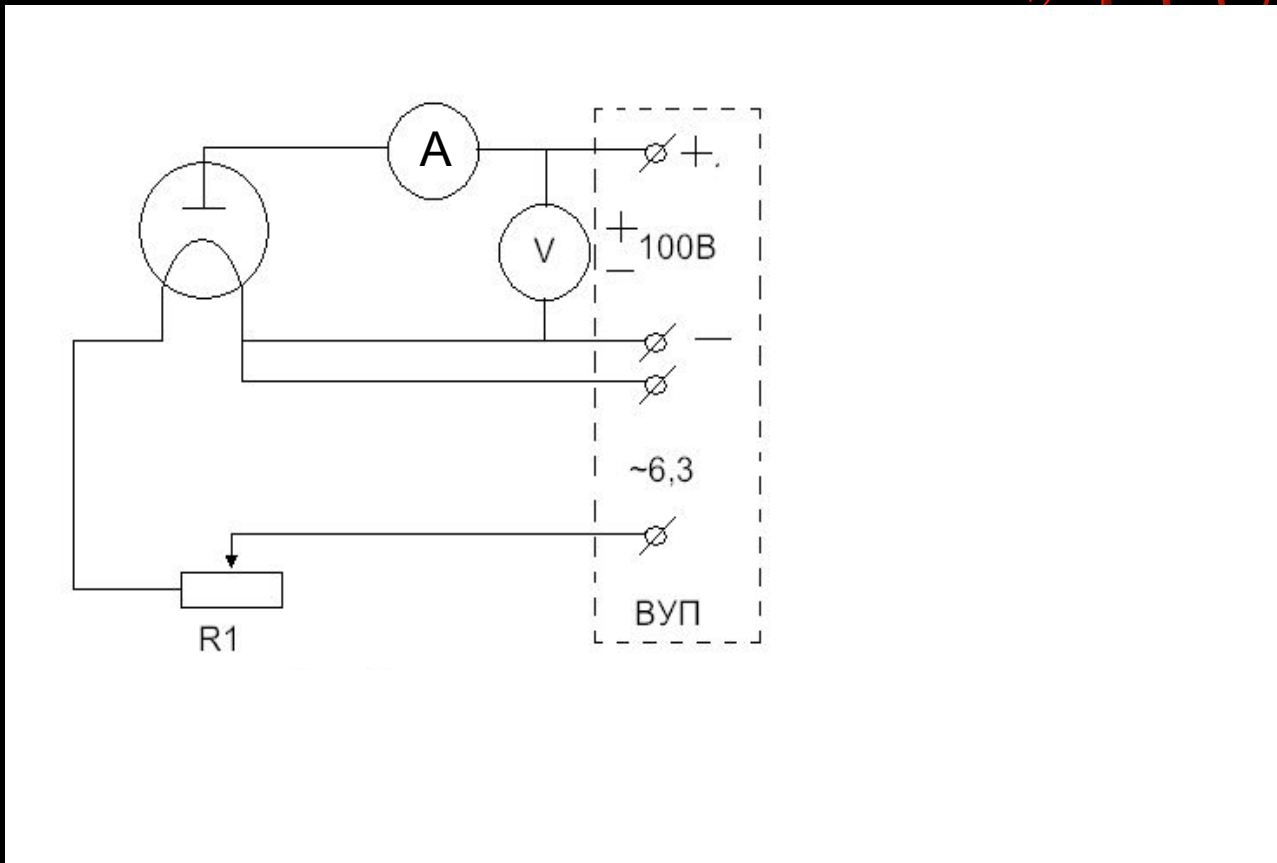 A
+
V
+
100В
—
—
~6,3
ВУП
R1